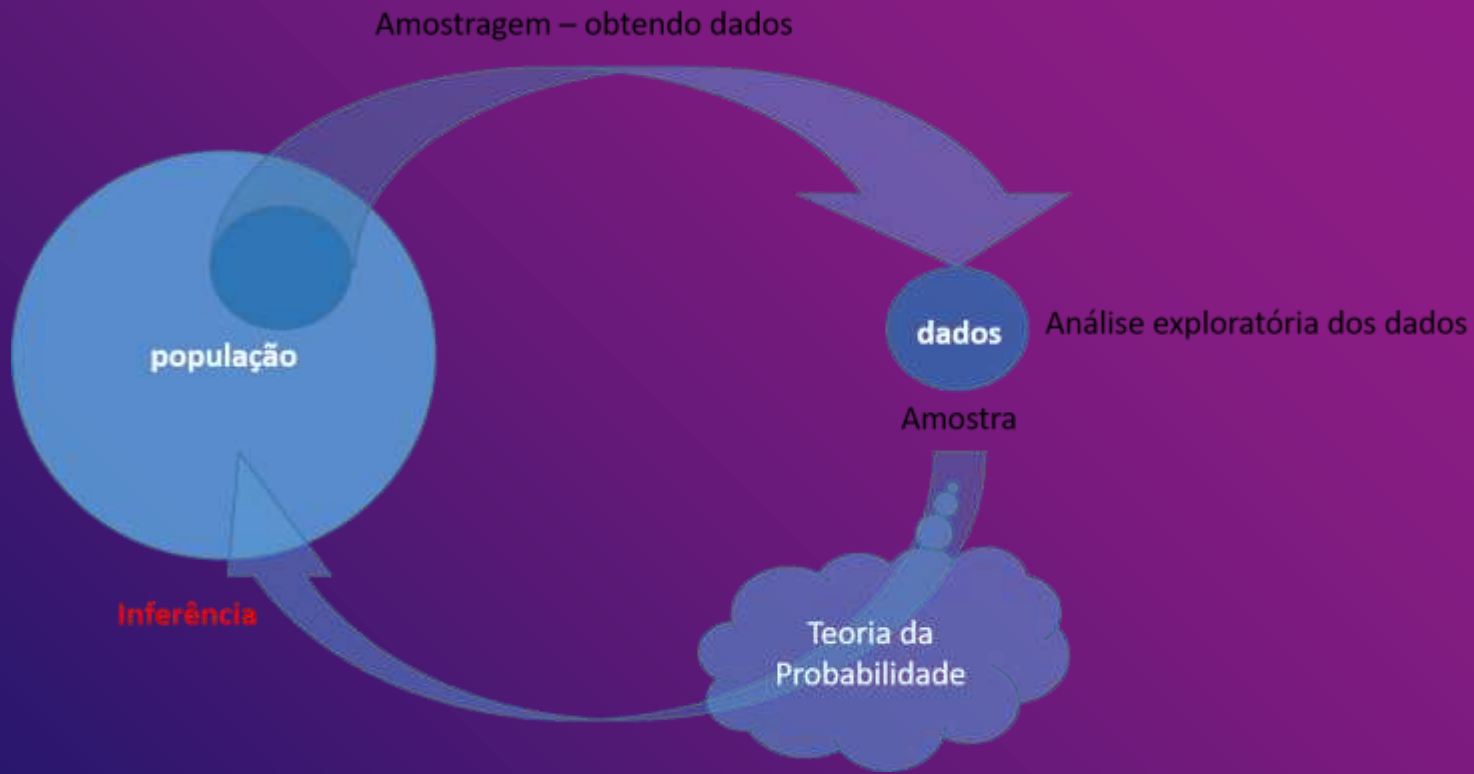 Amostragem – obtendo dados
população
dados
Análise exploratória dos dados
Amostra
Inferência
Teoria da
Probabilidade